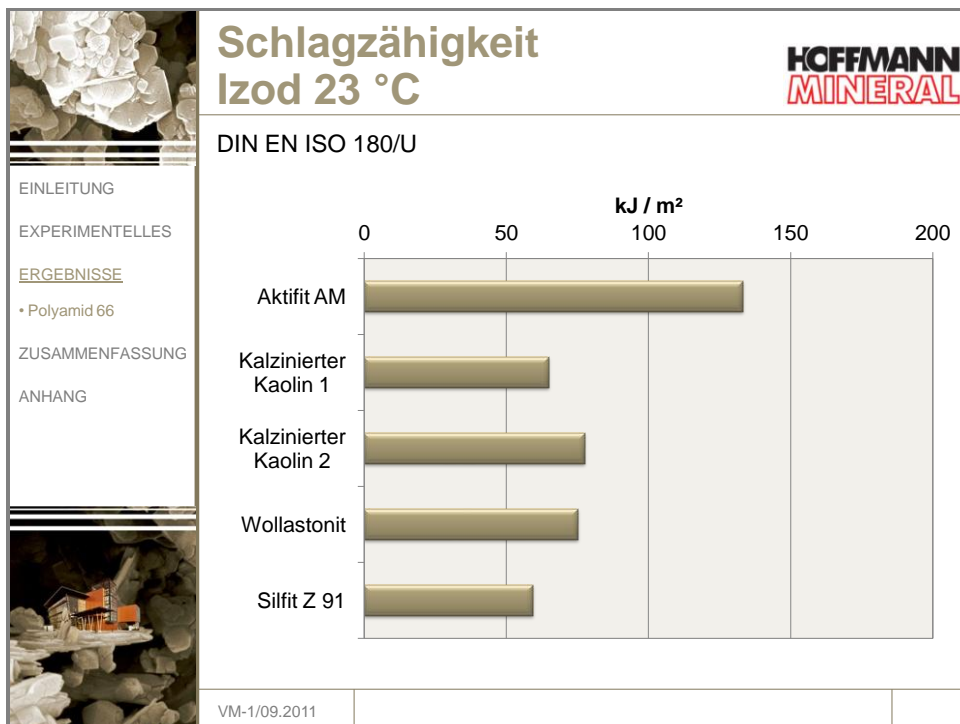 Schlagzähigkeit
Izod 23 °C
HOFFMANN
MINERAL
DIN EN ISO 180/U
EINLEITUNG
EXPERIMENTELLES
ERGEBNISSE
• Polyamid 66
ZUSAMMENFASSUNG
ANHANG
kJ / m²
0 50 100 150 200
Aktifit AM
Kalzinierter
Kaolin 1
Kalzinierter
Kaolin 2
Wollastonit
Silfit Z 91
VM-1/09.2011